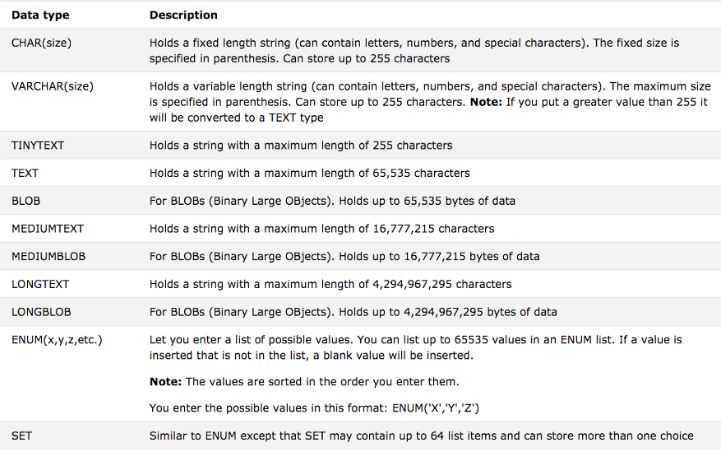 Data type Description
CHAR(size) Holds a fixed length string (can contain letters, numbers, and special characters). The fixed size is
specified in parenthesis. Can store up to 255 characters
VARCHAR(size) Holds a variable length string (can contain letters, numbers, and special characters). The maximum size
is specified in parenthesis. Can store up to 255 characters. Note: If you put a greater value than 255 it
will be converted to a TEXT type
TINYTEXT Holds a string with a maximum length of 255 characters
TEXT Holds a string with a maximum length of 65,535 characters
BLOB For BLOBs (Binary Large OBjects). Holds up to 65,535 bytes of data
MEDIUMTEXT Holds a string with a maximum length of 16,777,215 characters
MEDIUMBLOB For BLOBs (Binary Large OBjects). Holds up to 16,777,215 bytes of data
LONGTEXT Holds a string with a maximum length of 4,294,967,295 characters
LONGBLOB For BLOBs (Binary Large OBjects). Holds up to 4,294,967,295 bytes of data
ENUM(x,y,z,etc.) Let you enter a list of possible values. You can list up to 65535 values in an ENUM list. If a value is
inserted that is not in the list, a blank value will be inserted.
Note: The values are sorted in the order you enter them.
You enter the possible values in this format: ENUM('X','Y','Z')
SET Similar to ENUM except that SET may contain up to 64 list items and can store more than one choice